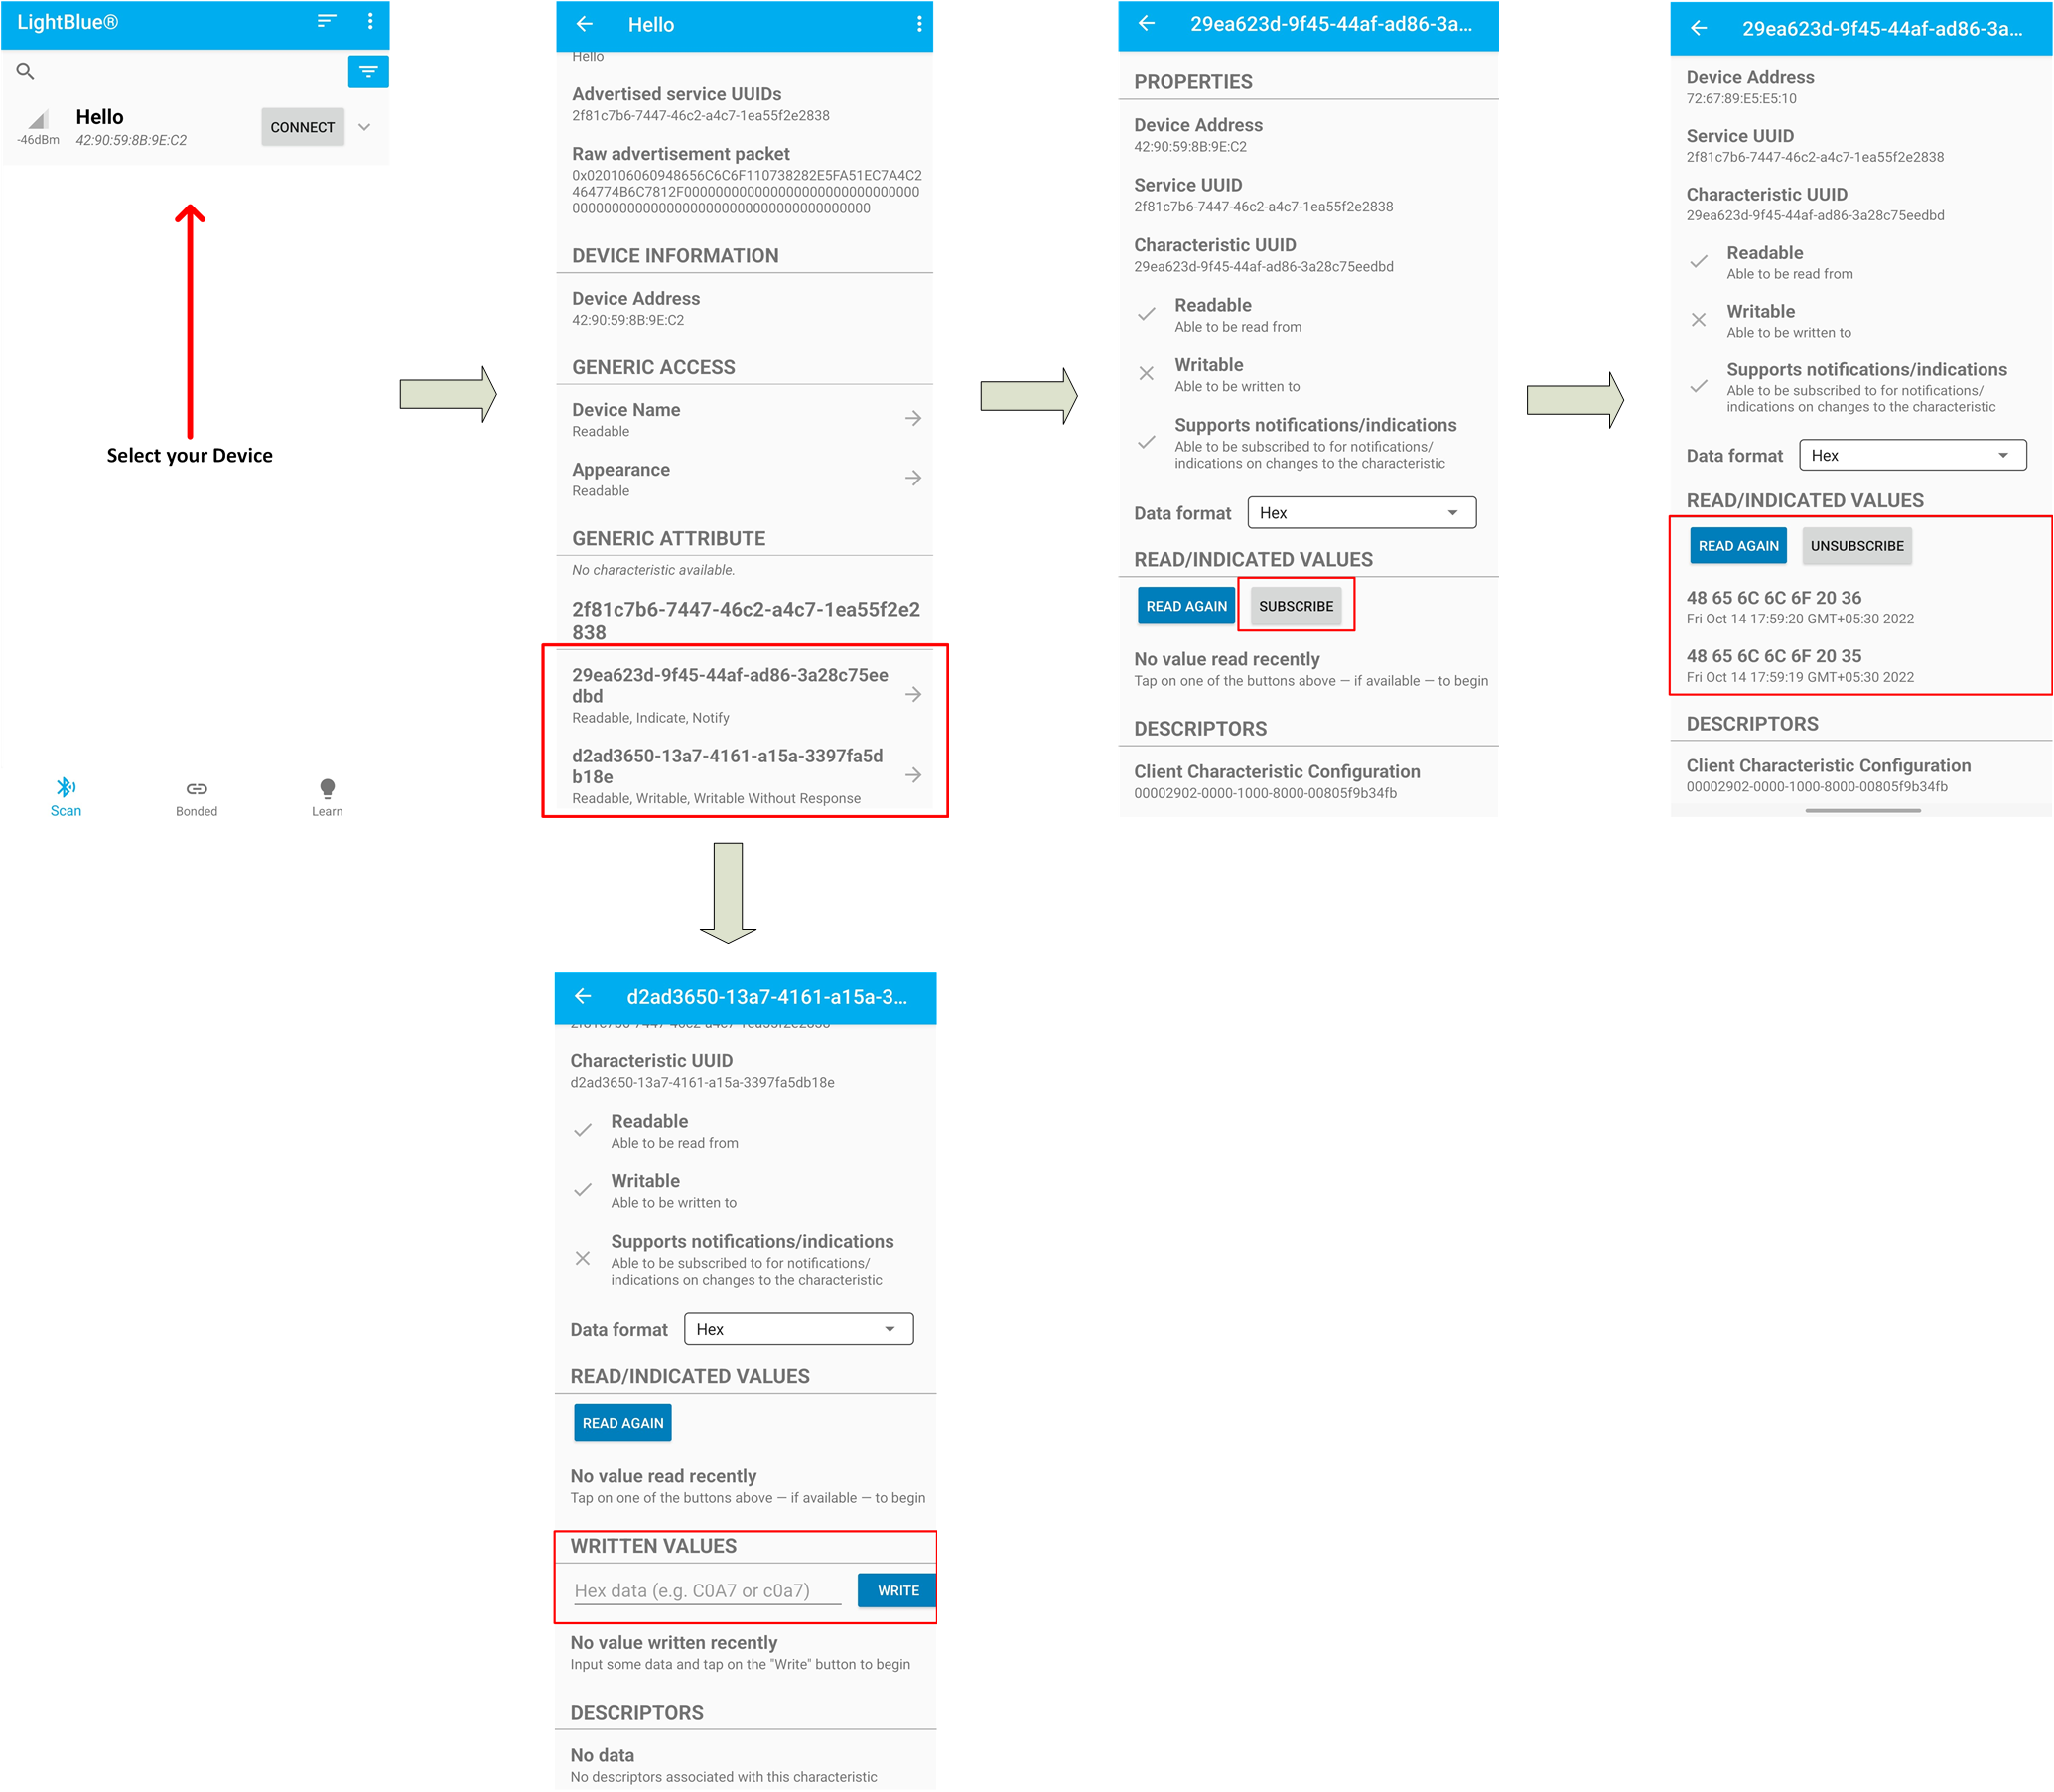 LightBlue®
Hello
-46dBm
42:90:59:8B:9E:C2
CONNECT
Select your Device
Scan
Bonded
Learn
Hello
Hello
Advertised service UUIDs
2f81c7b6-7447-46c2-a4c7-1ea55f2e2838
Raw advertisement packet
0x020106060948656C6C6F110738282E5FA51EC7A4C2
464774B6C7812F000000000000000000000000000000
00000000000000000000000000000000000000
DEVICE INFORMATION
Device Address
42:90:59:8B:9E:C2
GENERIC ACCESS
Device Name
Readable
Appearance
Readable
GENERIC ATTRIBUTE
No characteristic available.
2f81c7b6-7447-46c2-a4c7-1ea55f2e2
838
29ea623d-9f45-44af-ad86-3a28c75ee
dbd
Readable, Indicate, Notify
d2ad3650-13a7-4161-a15a-3397fa5d
b18e
Readable, Writable, Writable Without Response
29ea623d-9f45-44af-ad86-3a...
PROPERTIES
Device Address
42:90:59:8B:9E:C2
Service UUID
2f81c7b6-7447-46c2-a4c7-1ea55f2e2838
Characteristic UUID
29ea623d-9f45-44af-ad86-3a28c75eedbd
Readable
Able to be read from
Writable
Able to be written to
Supports notifications/indications
Able to be subscribed to for notifications/
indications on changes to the characteristic
Data format Hex
READ/INDICATED VALUES
READ AGAIN SUBSCRIBE
No value read recently
Tap on one of the buttons above — if available — to begin
DESCRIPTORS
Client Characteristic Configuration
00002902-0000-1000-8000-00805f9b34fb
29ea623d-9f45-44af-ad86-3a...
Device Address
72:67:89:E5:E5:10
Service UUID
2f81c7b6-7447-46c2-a4c7-1ea55f2e2838
Characteristic UUID
29ea623d-9f45-44af-ad86-3a28c75eedbd
Readable
Able to be read from
Writable
Able to be written to
Supports notifications/indications
Able to be subscribed to for notifications/
indications on changes to the characteristic
Data format Hex
READ/INDICATED VALUES
READ AGAIN UNSUBSCRIBE
48 65 6C 6C 6F 20 36
Fri Oct 14 17:59:20 GMT+05:30 2022
48 65 6C 6C 6F 20 35
Fri Oct 14 17:59:19 GMT+05:30 2022
DESCRIPTORS
Client Characteristic Configuration
00002902-0000-1000-8000-00805f9b34fb
d2ad3650-13a7-4161-a15a-3...
2f81c7b6-7447-46c2-a4c7-1ea55f2e2838
Characteristic UUID
d2ad3650-13a7-4161-a15a-3397fa5db18e
Readable
Able to be read from
Writable
Able to be written to
Supports notifications/indications
Able to be subscribed to for notifications/
indications on changes to the characteristic
Data format Hex
READ/INDICATED VALUES
READ AGAIN
No value read recently
Tap on one of the buttons above — if available — to begin
WRITTEN VALUES
Hex data (e.g. C0A7 or c0a7) WRITE
No value written recently
Input some data and tap on the "Write" button to begin
DESCRIPTORS
No data
No descriptors associated with this characteristic